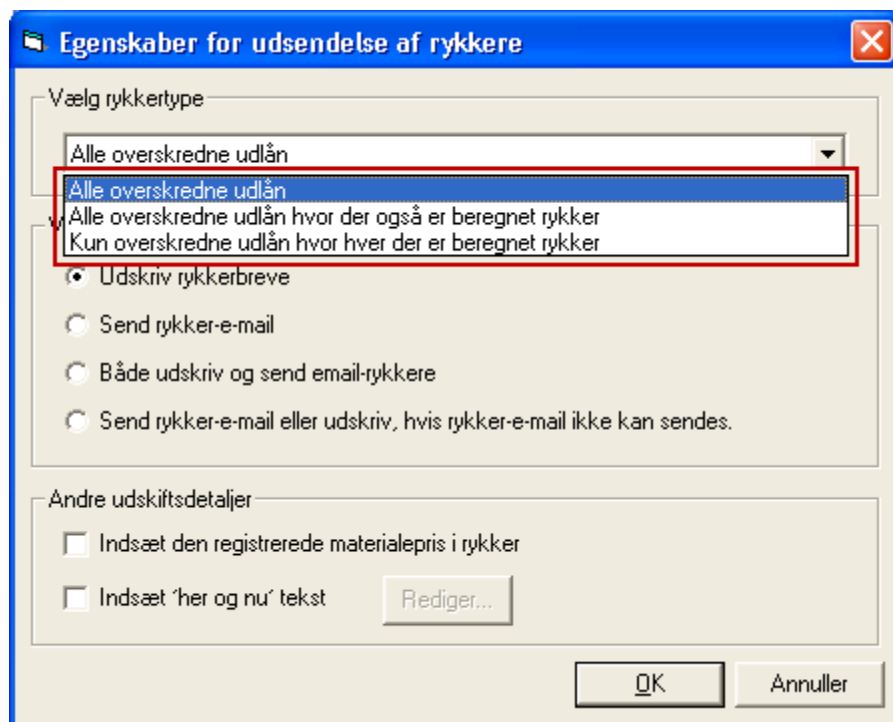 Egenskaber for udsendelse af rykkere
Vælg rykkertype
Alle overskredne udlån
Alle overskredne udlån
Alle overskredne udlån hvor der også er beregnet rykker
Kun overskredne udlån hvor hver der er beregnet rykker
Udskriv rykkerbreve
Send rykker-e-mail
Både udskriv og send email-rykkere
Send rykker-e-mail eller udskriv, hvis rykker-e-mail ikke kan sendes.
Andre udskiftsdetaljer
Indsæt den registrerede materialepris i rykker
Indsæt 'her og nu' tekst
Rediger...
OK
Annuller